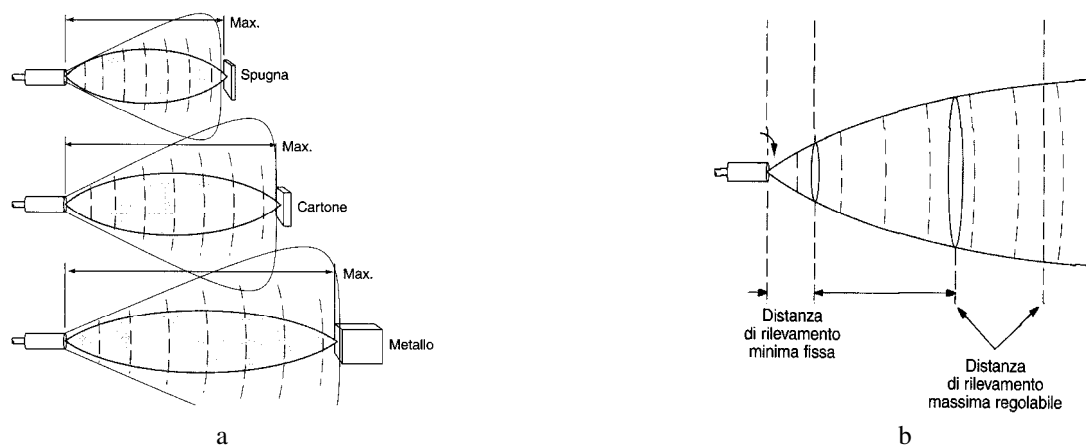 Max.
Spugna
Max.
Cartone
Max.
Metallo
a
Distanza
di rilevamento
minima fissa
Distanza
di rilevamento
massima regolabile
b